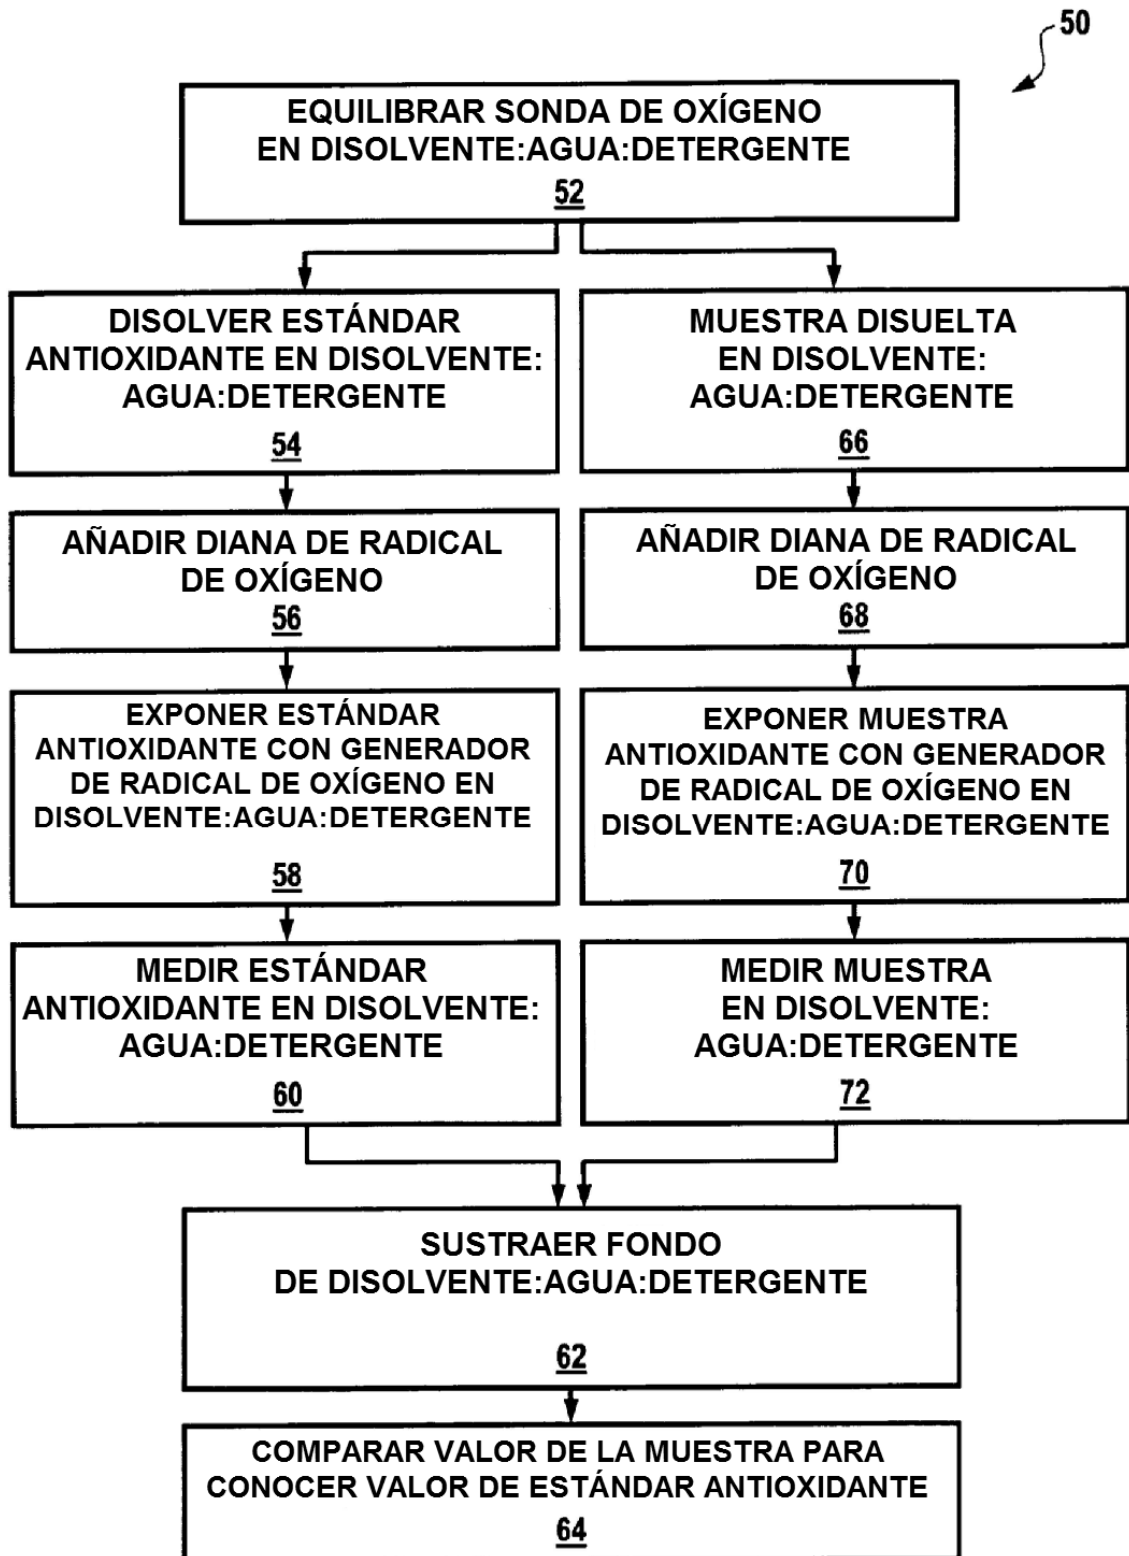 50
EQUILIBRAR SONDA DE OXÍGENO
EN DISOLVENTE:AGUA:DETERGENTE
52
DISOLVER ESTÁNDAR
ANTIOXIDANTE EN DISOLVENTE:
AGUA:DETERGENTE
54
AÑADIR DIANA DE RADICAL
DE OXÍGENO
56
EXPONER ESTÁNDAR
ANTIOXIDANTE CON GENERADOR
DE RADICAL DE OXÍGENO EN
DISOLVENTE:AGUA:DETERGENTE
58
MEDIR ESTÁNDAR
ANTIOXIDANTE EN DISOLVENTE:
AGUA:DETERGENTE
60
MUESTRA DISUELTA
EN DISOLVENTE:
AGUA:DETERGENTE
66
AÑADIR DIANA DE RADICAL
DE OXÍGENO
68
EXPONER MUESTRA
ANTIOXIDANTE CON GENERADOR
DE RADICAL DE OXÍGENO EN
DISOLVENTE:AGUA:DETERGENTE
70
MEDIR MUESTRA
EN DISOLVENTE:
AGUA:DETERGENTE
72
SUSTRAER FONDO
DE DISOLVENTE:AGUA:DETERGENTE
62
COMPARAR VALOR DE LA MUESTRA PARA
CONOCER VALOR DE ESTÁNDAR ANTIOXIDANTE
64